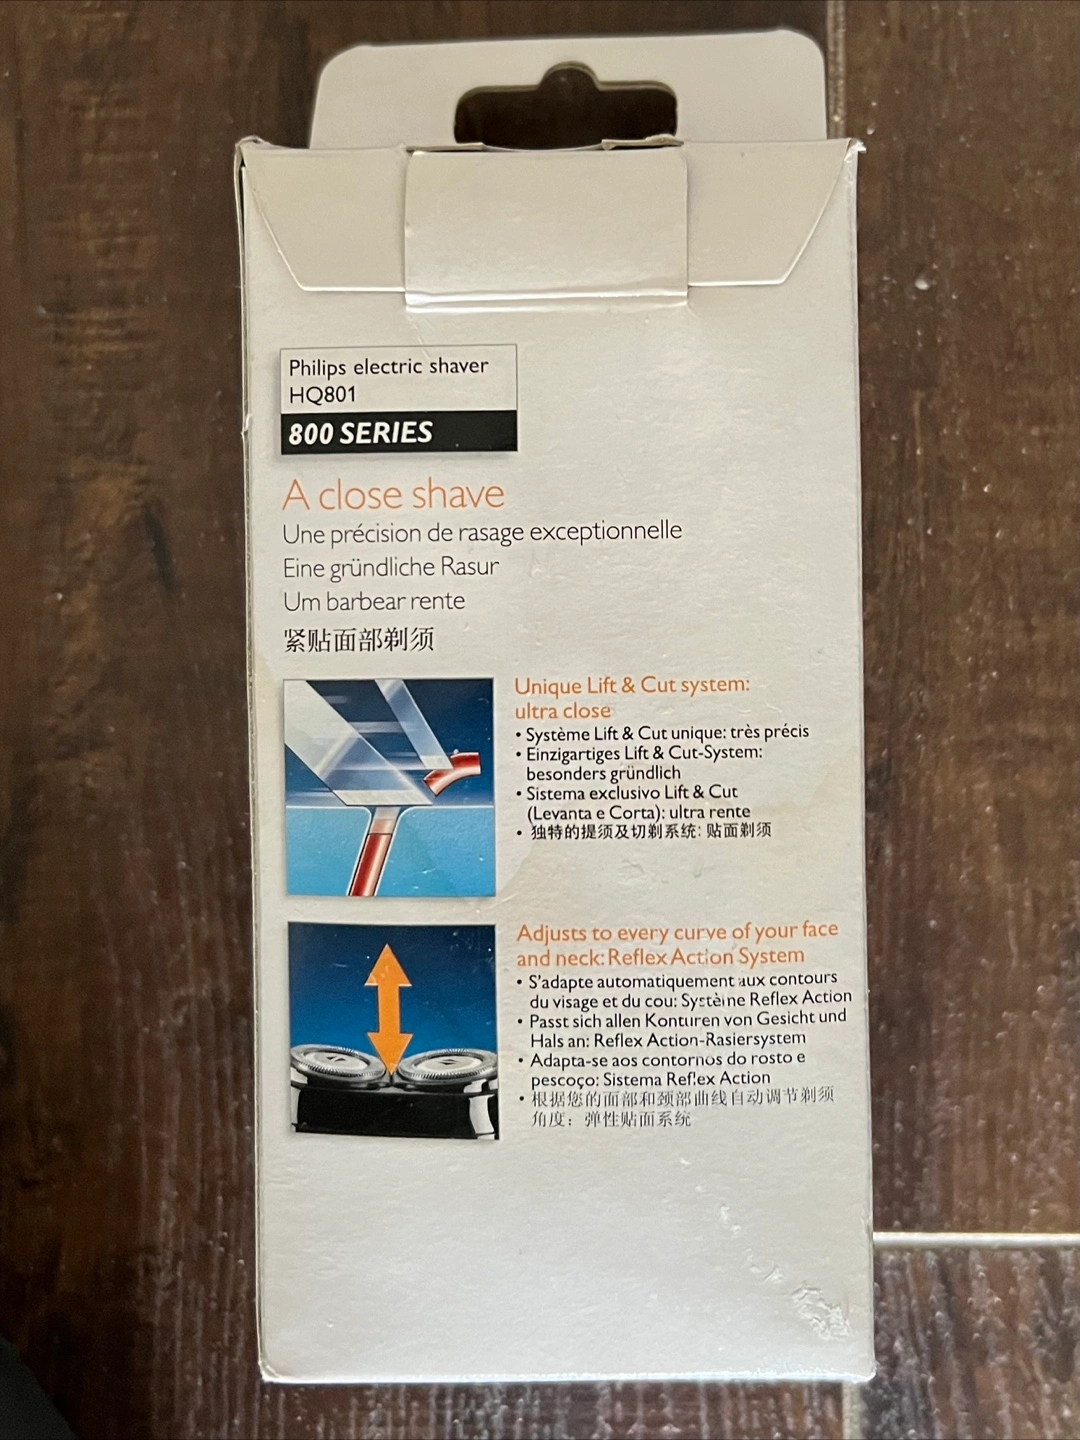 Philips electric shaver
HQ801
800 SERIES
A close shave
Une précision de rasage exceptionnelle
Eine gründliche Rasur
Um barbear rente
紧贴面部剃须
Unique Lift & Cut system:
ultra close
• Système Lift & Cut unique: très précis
• Einzigartiges Lift & Cut-System:
besonders gründlich
• Sistema exclusivo Lift & Cut
(Levanta e Corta): ultra rente
• 独特的提须及切剃系统: 贴面剃须
Adjusts to every curve of your face
and neck: Reflex Action System
• S'adapte automatiquement aux contours
du visage et du cou: Système Reflex Action
• Passt sich allen Konturen von Gesicht und
Hals an: Reflex Action-Rasiersystem
• Adapta-se aos contornos do rosto e
pescoço: Sistema Reflex Action
• 根据您的面部和颈部曲线自动调节剃须
角度: 弹性贴面系统